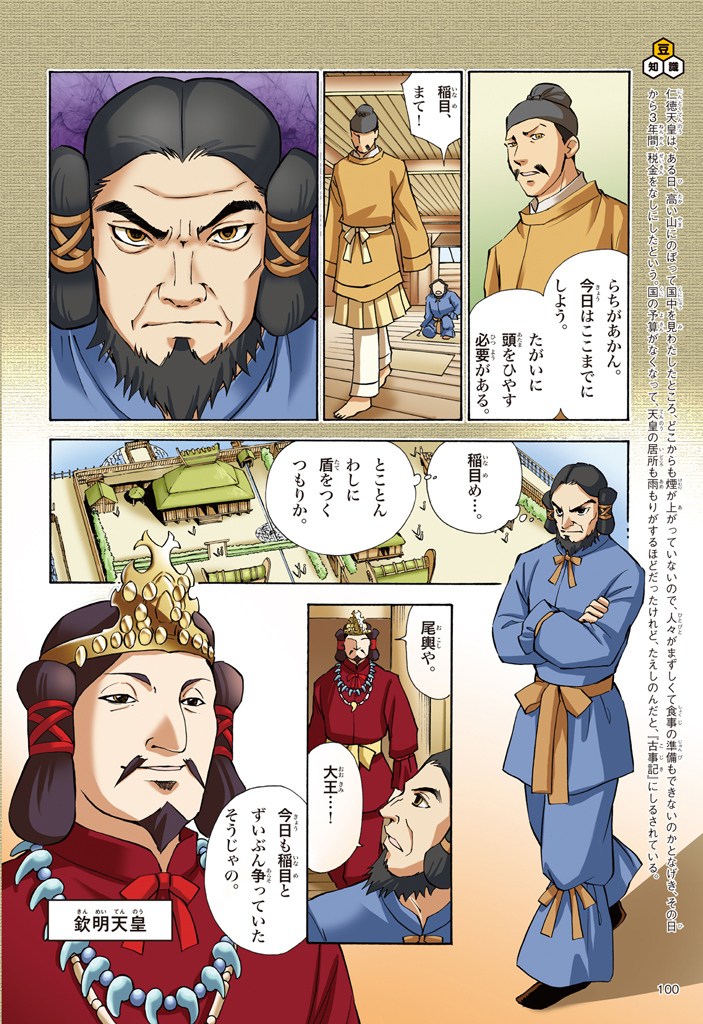 豆
知識
仁徳天皇は、ある日、高い山にのぼって国中を見わたしたところ、どこからも煙が上がっていないので、人々がまずしくて食事の準備もできないのかとなげき、その日
から3年間、税金をなしにしたという。国の予算がなくなって、天皇の居所も雨もりがするほどだったけれど、たえしのんだと、『古事記』にしるされている。
らちがあかん。
今日はここまでに
しよう。
たがいに
頭をひやす
必要がある。
稲目、
まて!
稲目め…。
とことん
わしに
盾をつく
つもりか。
尾輿や。
大王…!
今日も稲目と
ずいぶん争っていた
そうじゃの。
欽明天皇
100